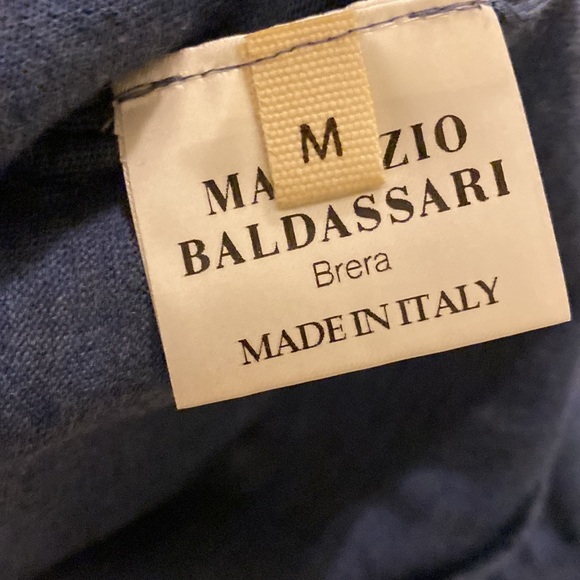 M
MA ZIO
BALDASSARI
Brera
MADE IN ITALY